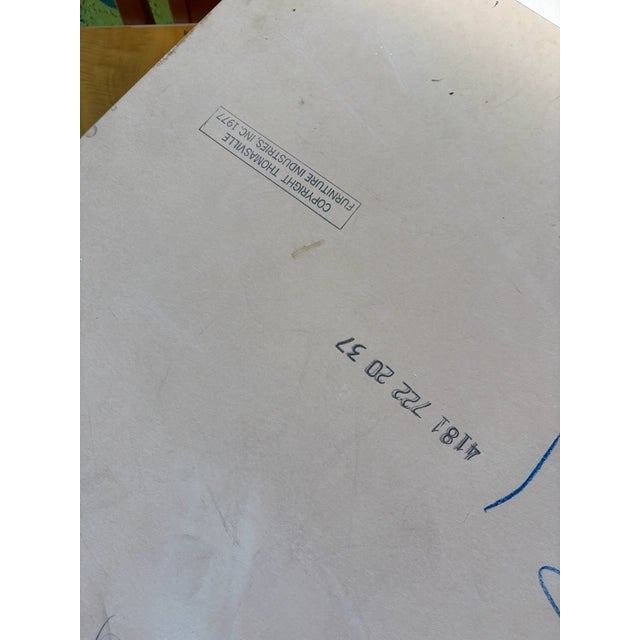 COPYRIGHT THOMASVILLE
FURNITURE INDUSTRIES, INC. 1977
4181 722 20 37